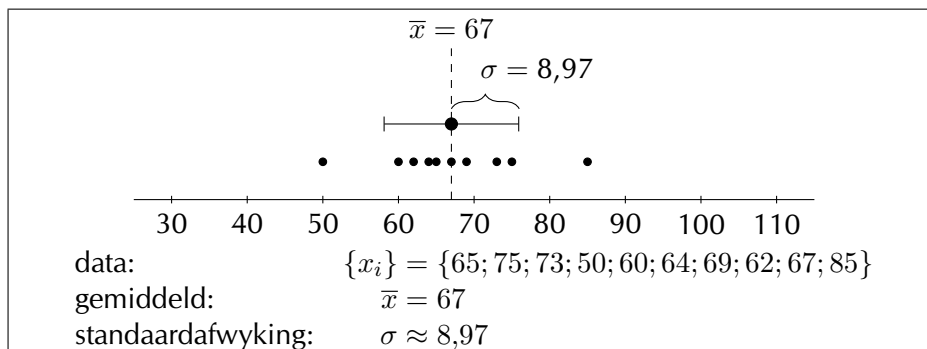 x̄ = 67
σ = 8,97
30 40 50 60 70 80 90 100 110
data: {xᵢ} = {65; 75; 73; 50; 60; 64; 69; 62; 67; 85}
gemiddeld: x̄ = 67
standaardafwyking: σ ≈ 8,97